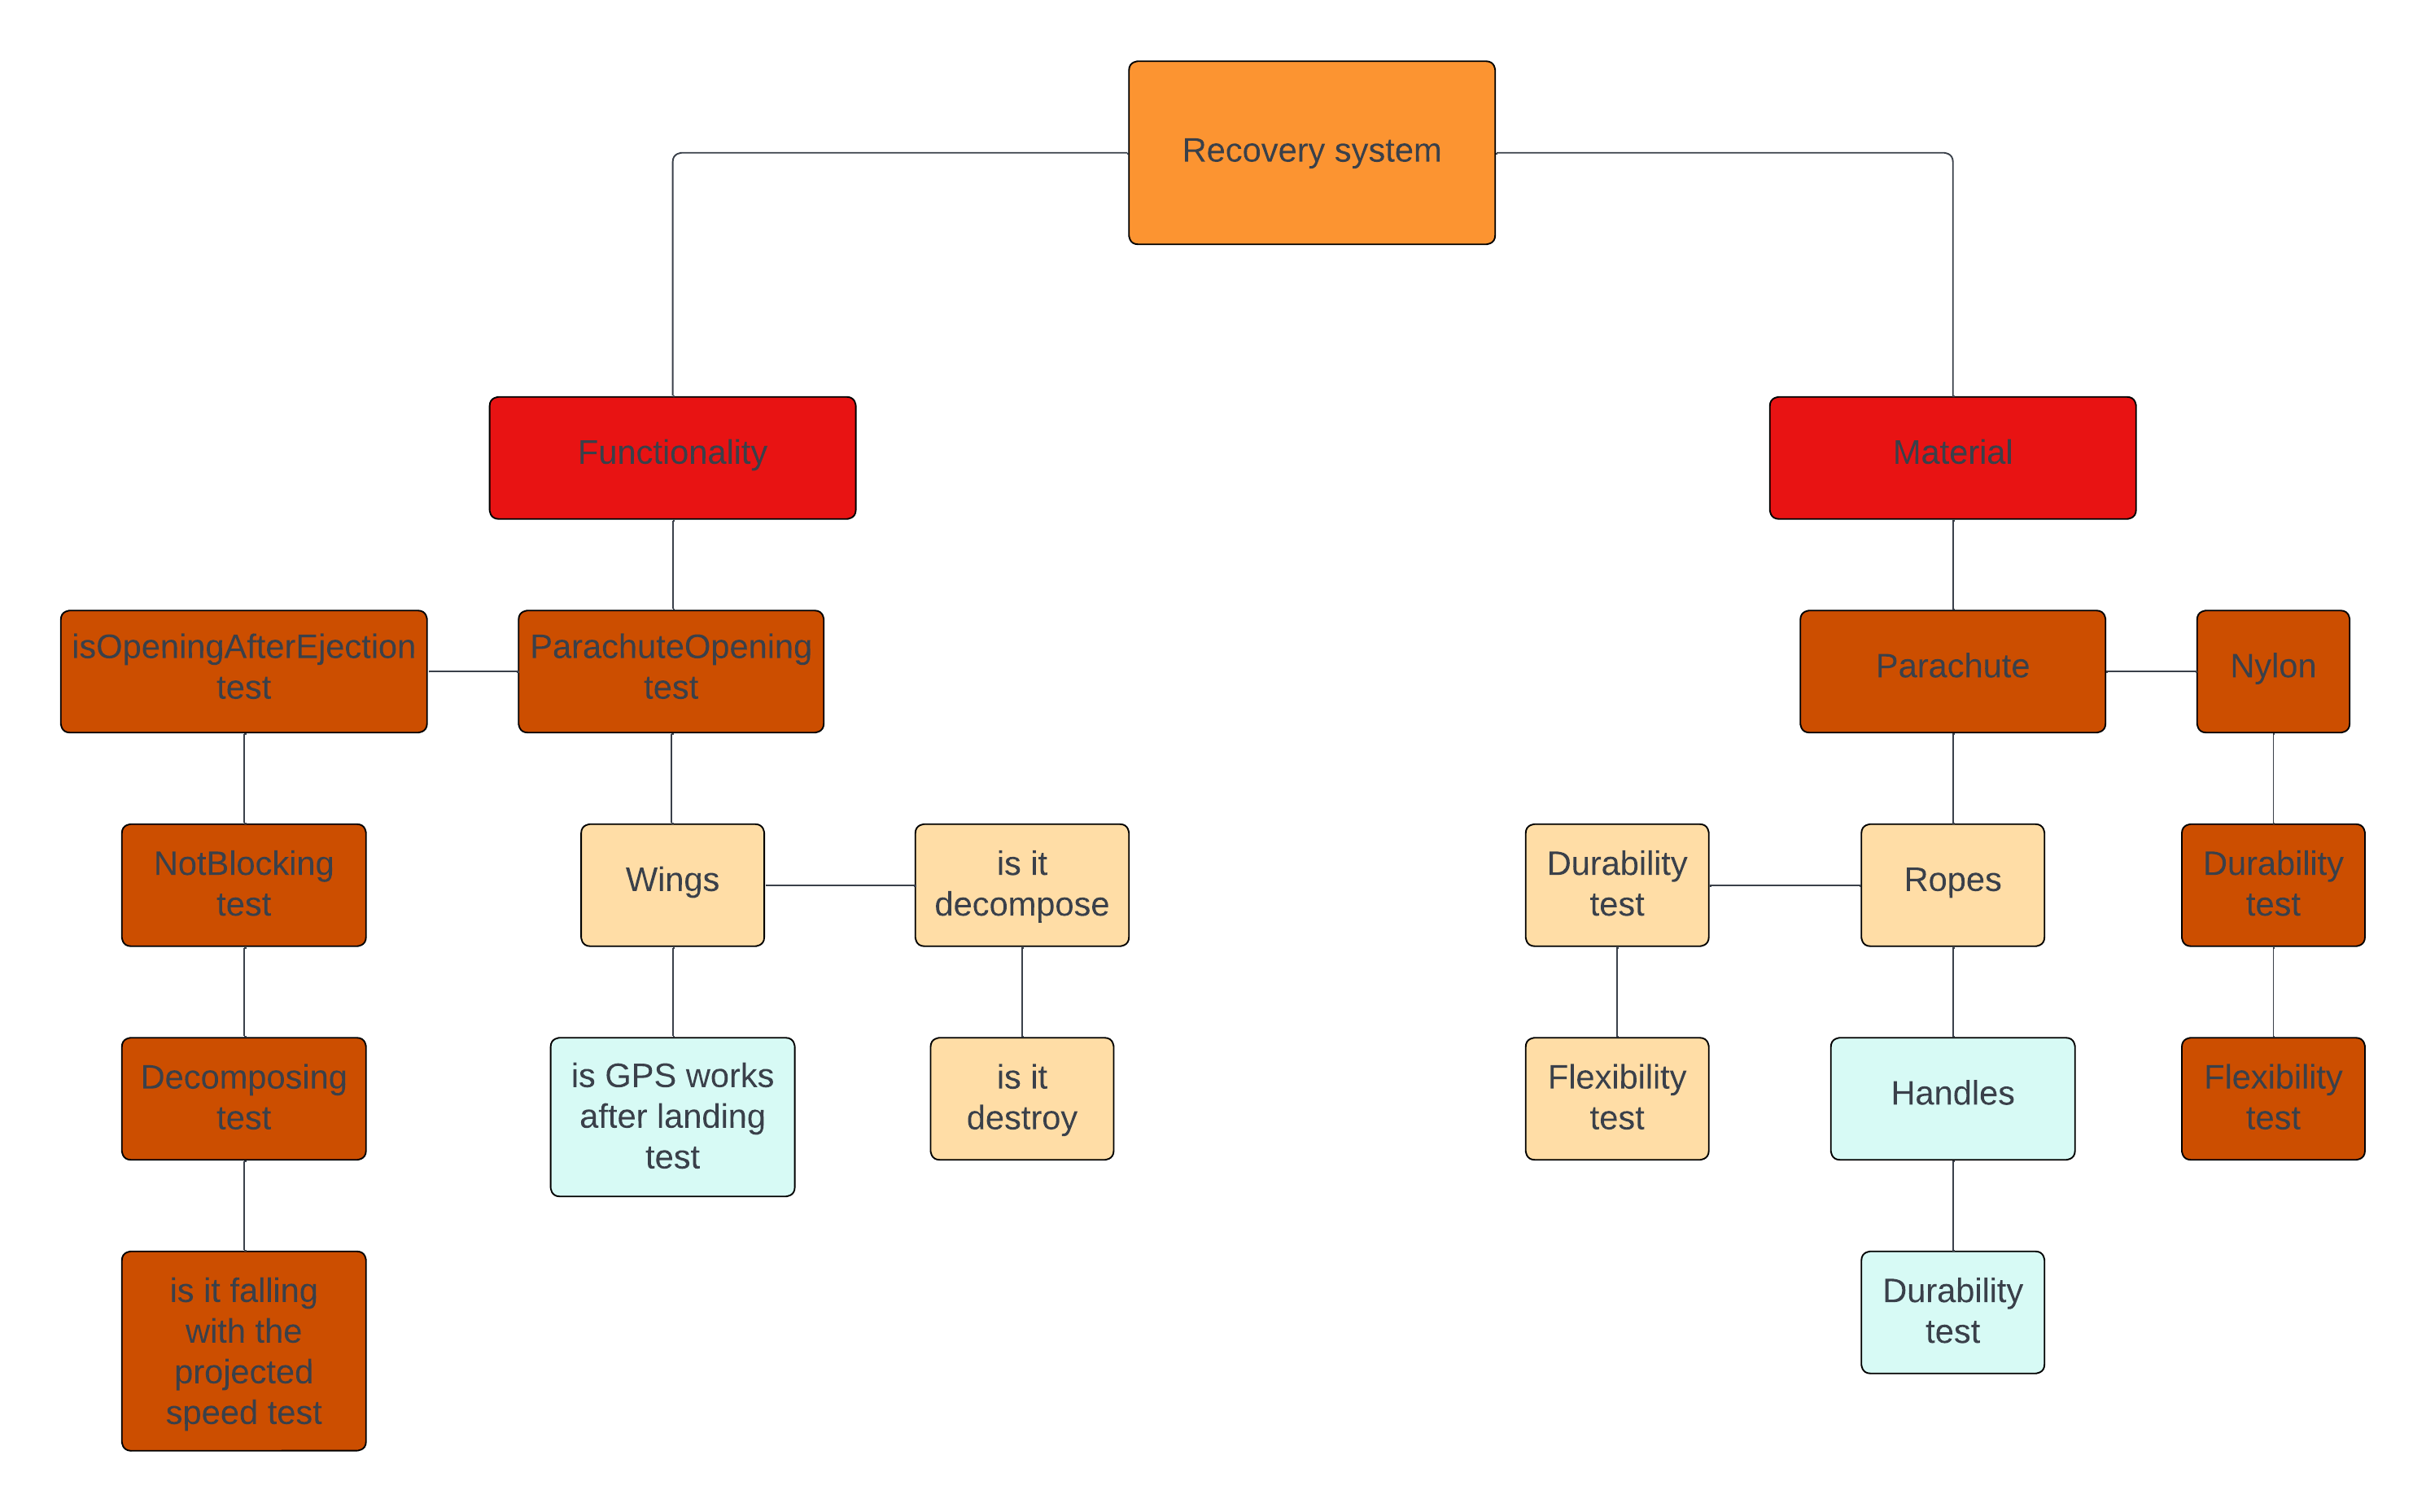 Recovery system
Functionality
Material
isOpeningAfterEjection
test
ParachuteOpening
test
Parachute
Nylon
NotBlocking
test
Wings
is it
decompose
Durability
test
Ropes
Durability
test
Decomposing
test
is GPS works
after landing
test
is it
destroy
Flexibility
test
Handles
Flexibility
test
is it falling
with the
projected
speed test
Durability
test